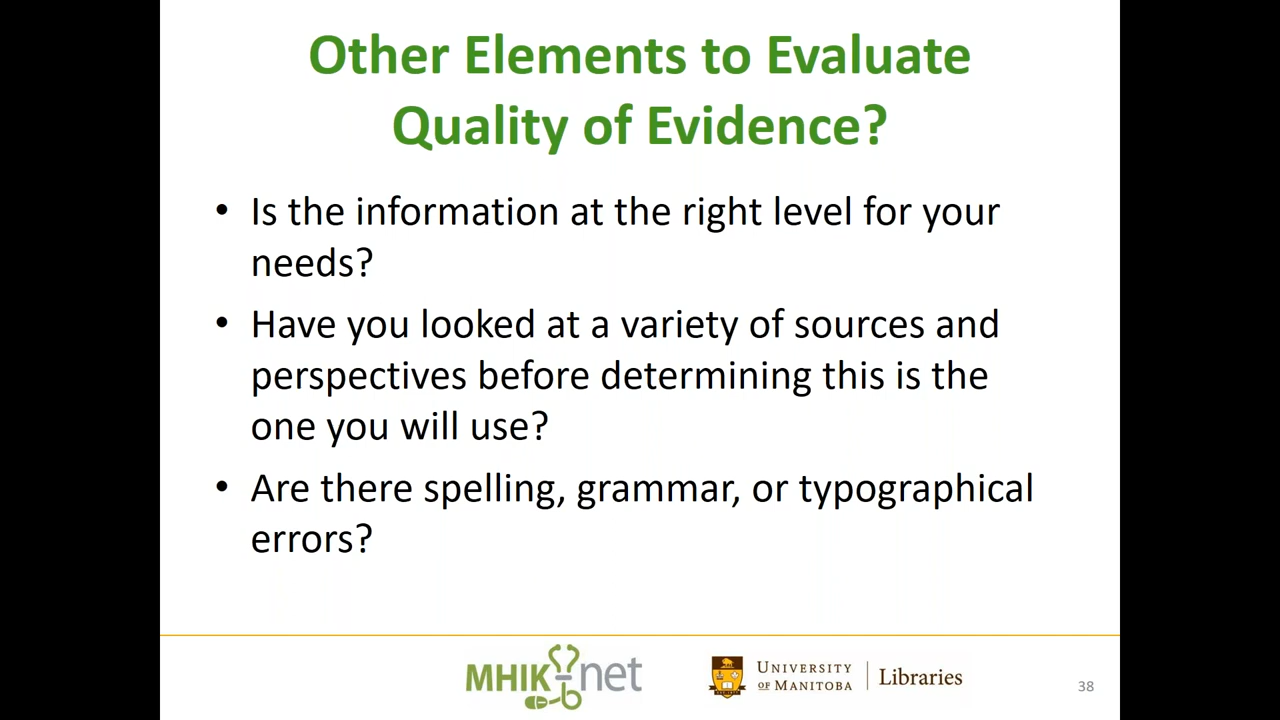 Other Elements to Evaluate
Quality of Evidence?
• Is the information at the right level for your
needs?
• Have you looked at a variety of sources and
perspectives before determining this is the
one you will use?
• Are there spelling, grammar, or typographical
errors?
MHIKnet
UNIVERSITY
OF MANITOBA
Libraries
38